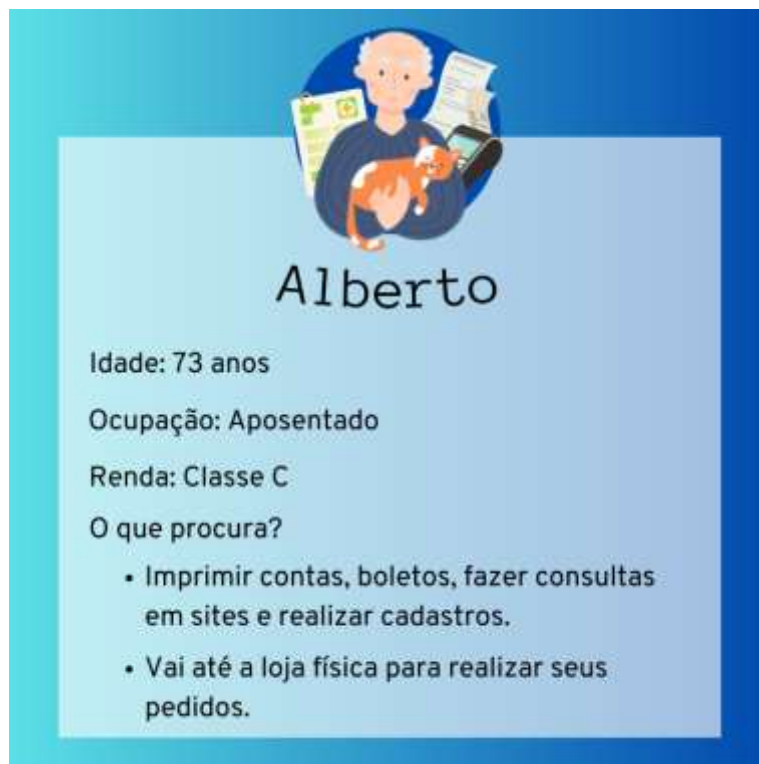 Alberto
Idade: 73 anos
Ocupação: Aposentado
Renda: Classe C
O que procura?
• Imprimir contas, boletos, fazer consultas
em sites e realizar cadastros.
• Vai até a loja física para realizar seus
pedidos.